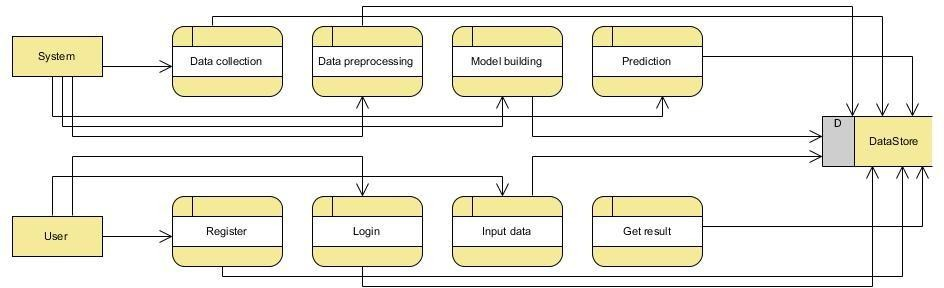 System
Data collection
Data preprocessing
Model building
Prediction
D
DataStore
User
Register
Login
Input data
Get result